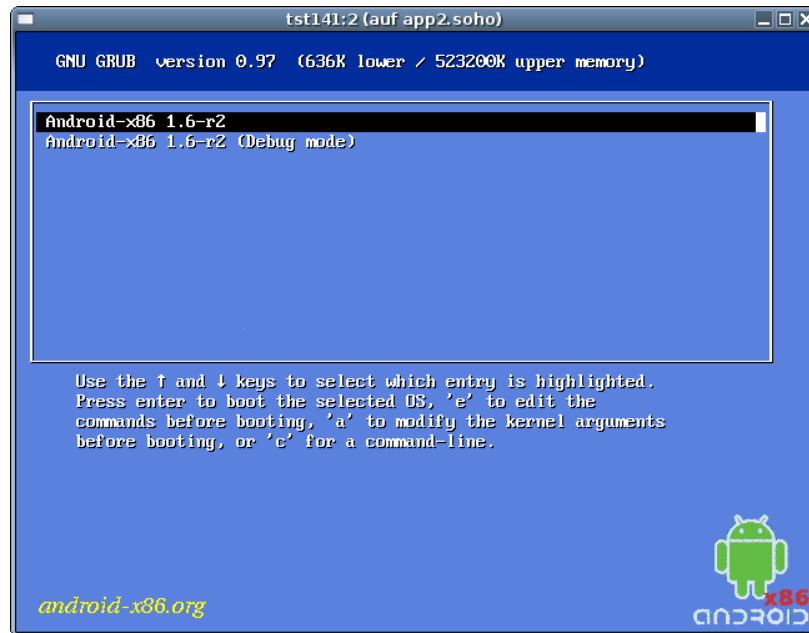 tst141:2 (auf app2.soho)
GNU GRUB version 0.97 (636K lower / 523200K upper memory)
Android-x86 1.6-r2
Android-x86 1.6-r2 (Debug mode)
Use the ↑ and ↓ keys to select which entry is highlighted.
Press enter to boot the selected OS, 'e' to edit the
commands before booting, 'a' to modify the kernel arguments
before booting, or 'c' for a command-line.
android-x86.org
x86
ANDROID